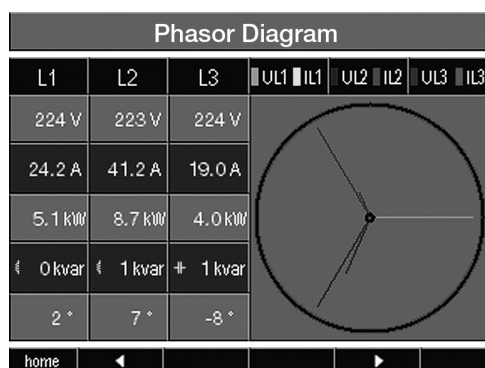 Phasor Diagram
L1 L2 L3 UL1 IL1 UL2 IL2 UL3 IL3
224 V 223 V 224 V
24.2 A 41.2 A 19.0 A
5.1 kW 8.7 kW 4.0 kW
0 kvar 1 kvar 1 kvar
2 ° 7 ° -8 °
home